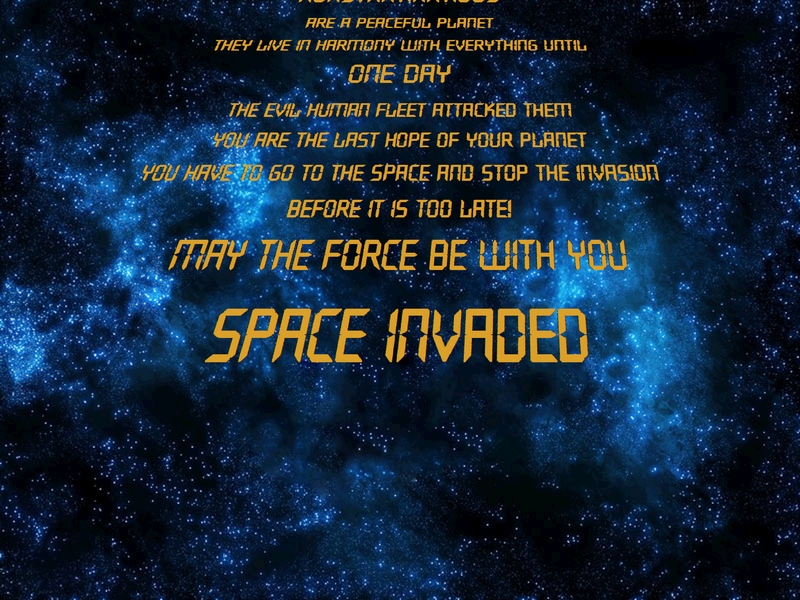 ARE A PEACEFUL PLANET
THEY LIVE IN HARMONY WITH EVERYTHING UNTIL
ONE DAY
THE EVIL HUMAN FLEET ATTACKED THEM
YOU ARE THE LAST HOPE OF YOUR PLANET
YOU HAVE TO GO TO THE SPACE AND STOP THE INVASION
BEFORE IT IS TOO LATE!
MAY THE FORCE BE WITH YOU
SPACE INVADED